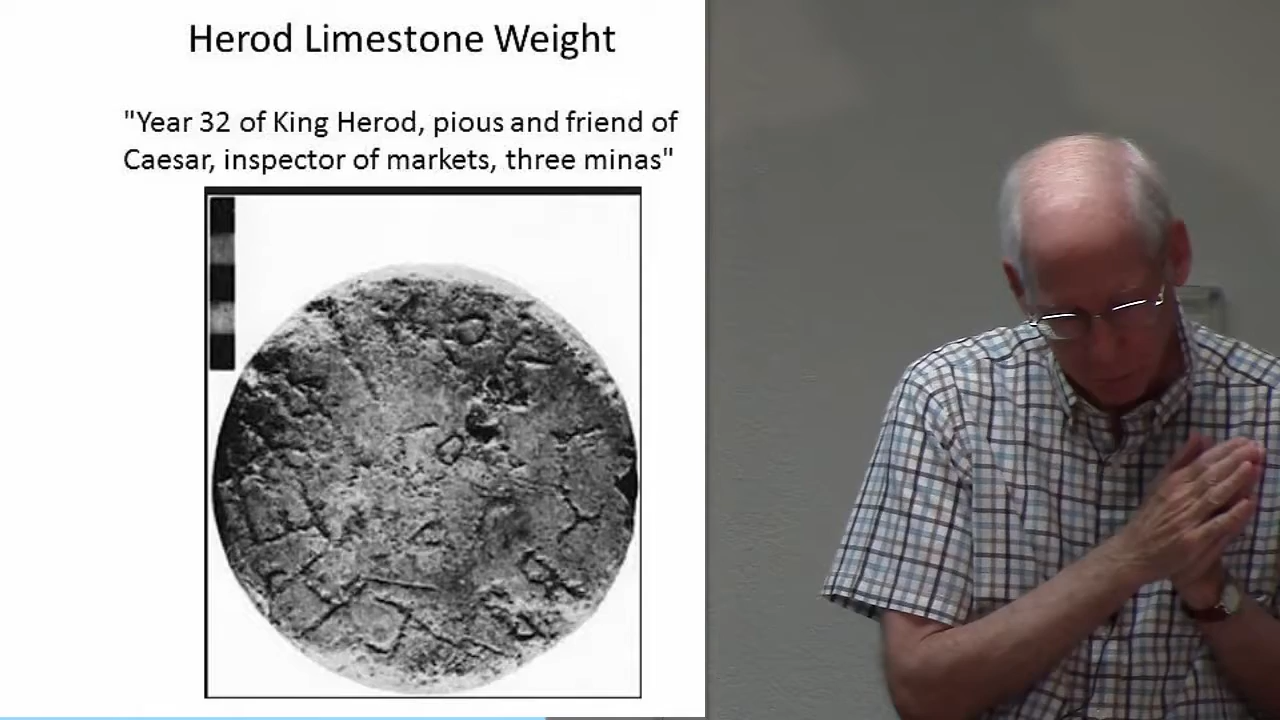 Herod Limestone Weight
"Year 32 of King Herod, pious and friend of
Caesar, inspector of markets, three minas"